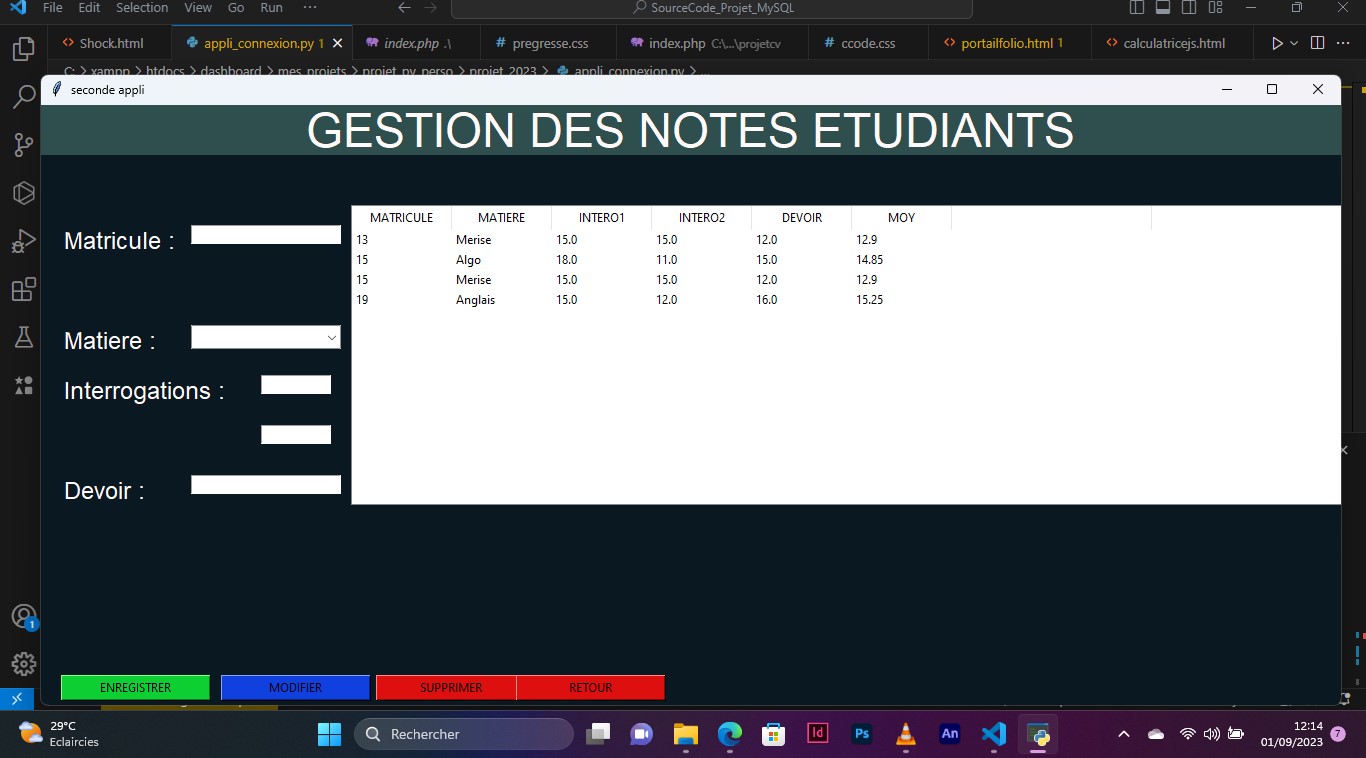 File Edit Selection View Go Run ··· SourceCode_Projet_MySQL
Shock.html appli_connexion.py 1 index.php .\ pregresse.css index.php C:\...\projetcv ccode.css portailfolio.html 1 calculatricejs.html
C: > xampp > htdocs > dashboard > mes_projets > projet_py_perso > projet_2023 > appli_connexion.py > ...
seconde appli
GESTION DES NOTES ETUDIANTS
MATRICULE MATIERE INTERO1 INTERO2 DEVOIR MOY
13 Merise 15.0 15.0 12.0 12.9
15 Algo 18.0 11.0 15.0 14.85
15 Merise 15.0 15.0 12.0 12.9
19 Anglais 15.0 12.0 16.0 15.25
Matricule :
Matiere :
Interrogations :
Devoir :
1
ENREGISTRER MODIFIER SUPPRIMER RETOUR
29°C
Eclaircies
Rechercher
Id Ps An
12:14
01/09/2023
7